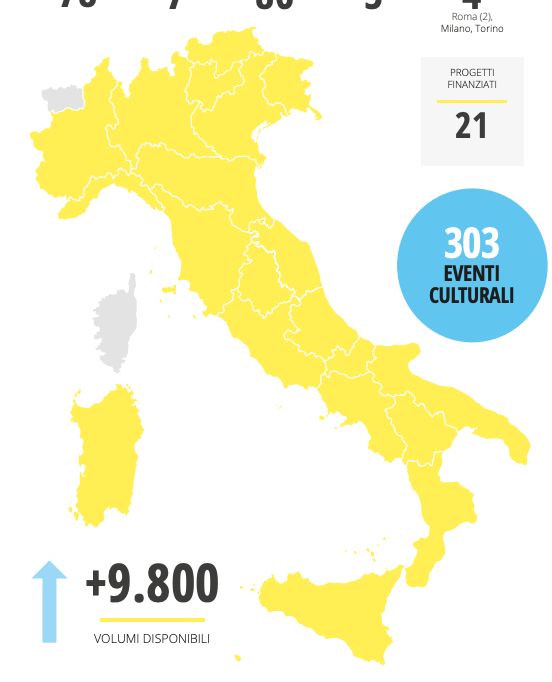 Roma (2),
Milano, Torino
PROGETTI
FINANZIATI
21
303
EVENTI
CULTURALI
+9.800
VOLUMI DISPONIBILI